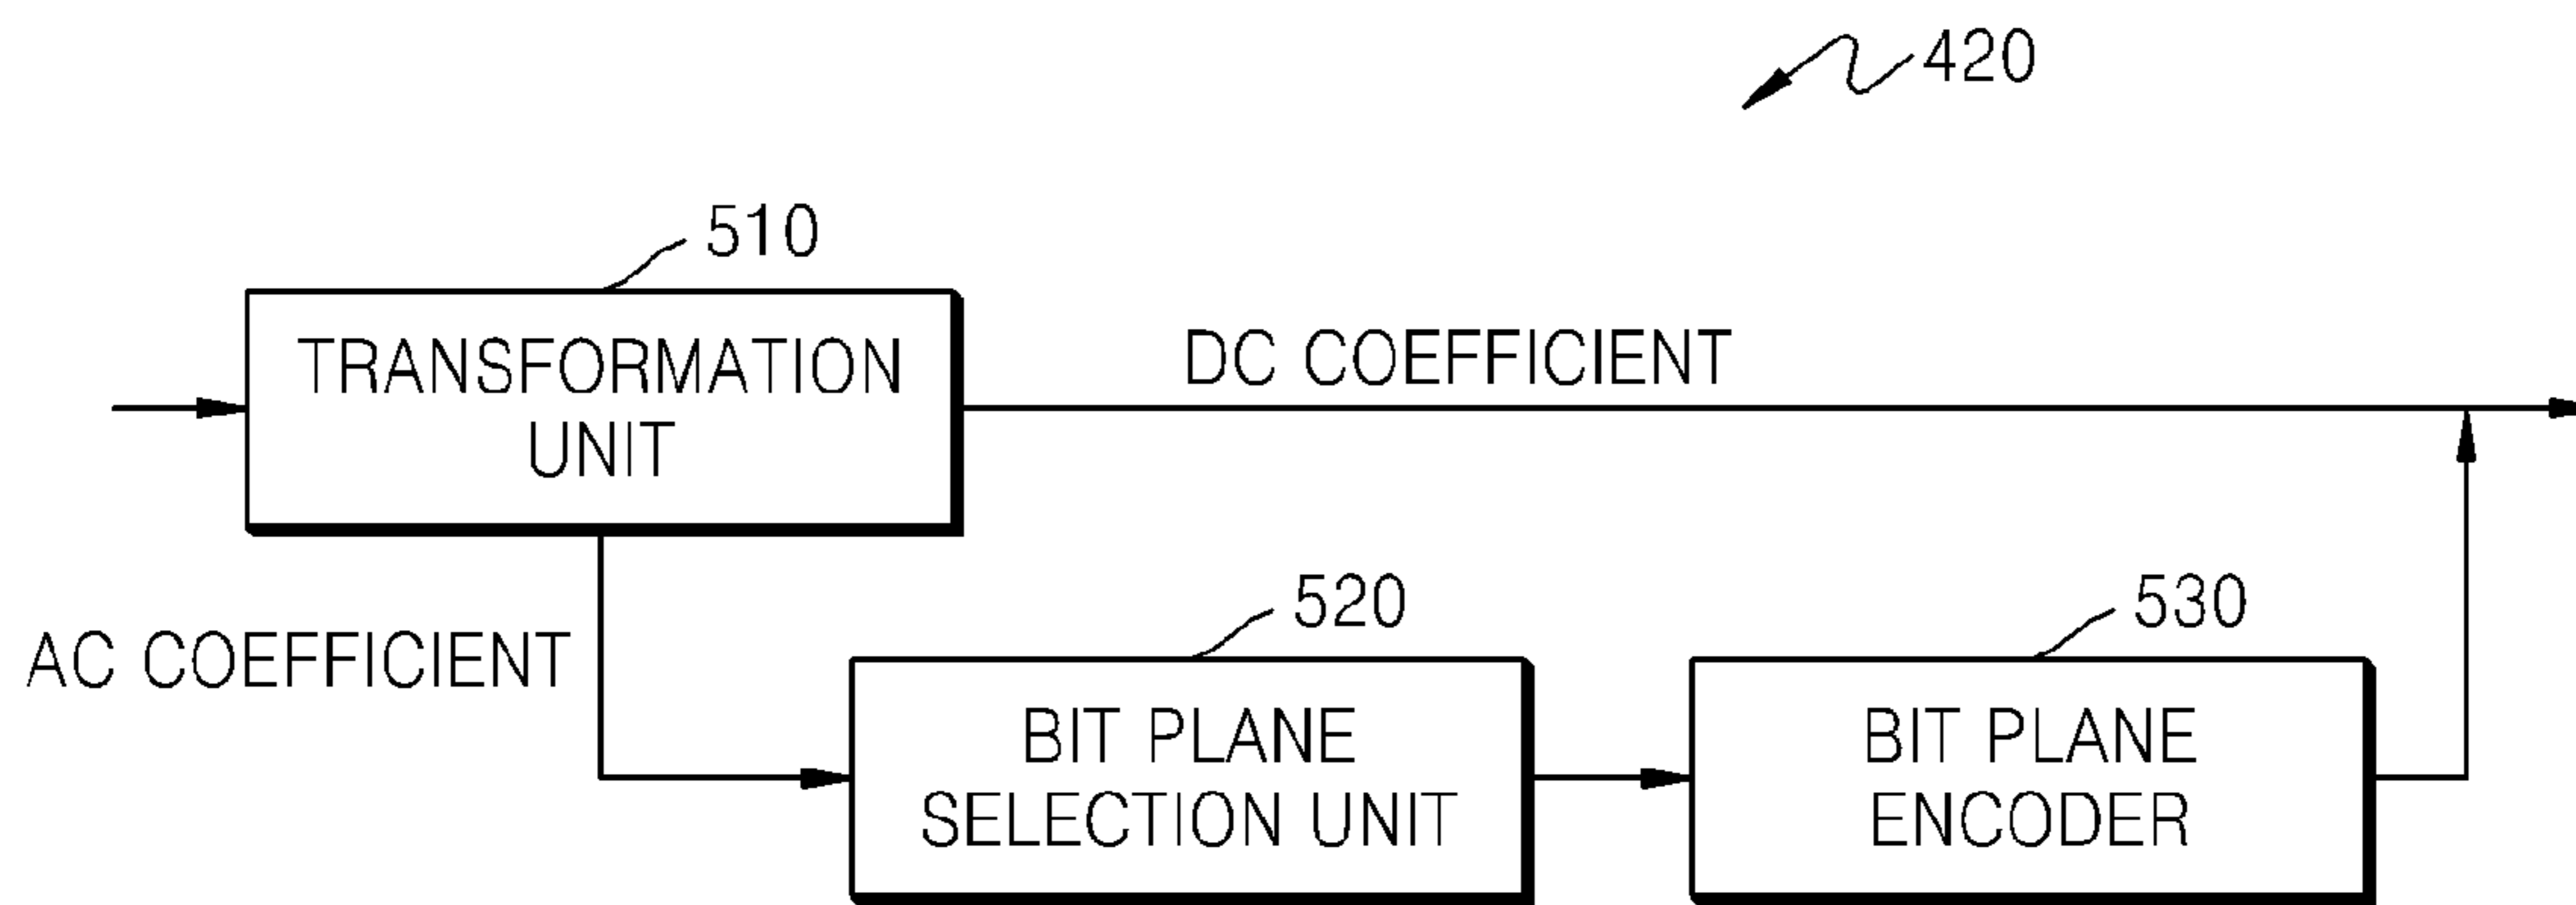 420
510
TRANSFORMATION
UNIT
DC COEFFICIENT
AC COEFFICIENT
520
BIT PLANE
SELECTION UNIT
530
BIT PLANE
ENCODER